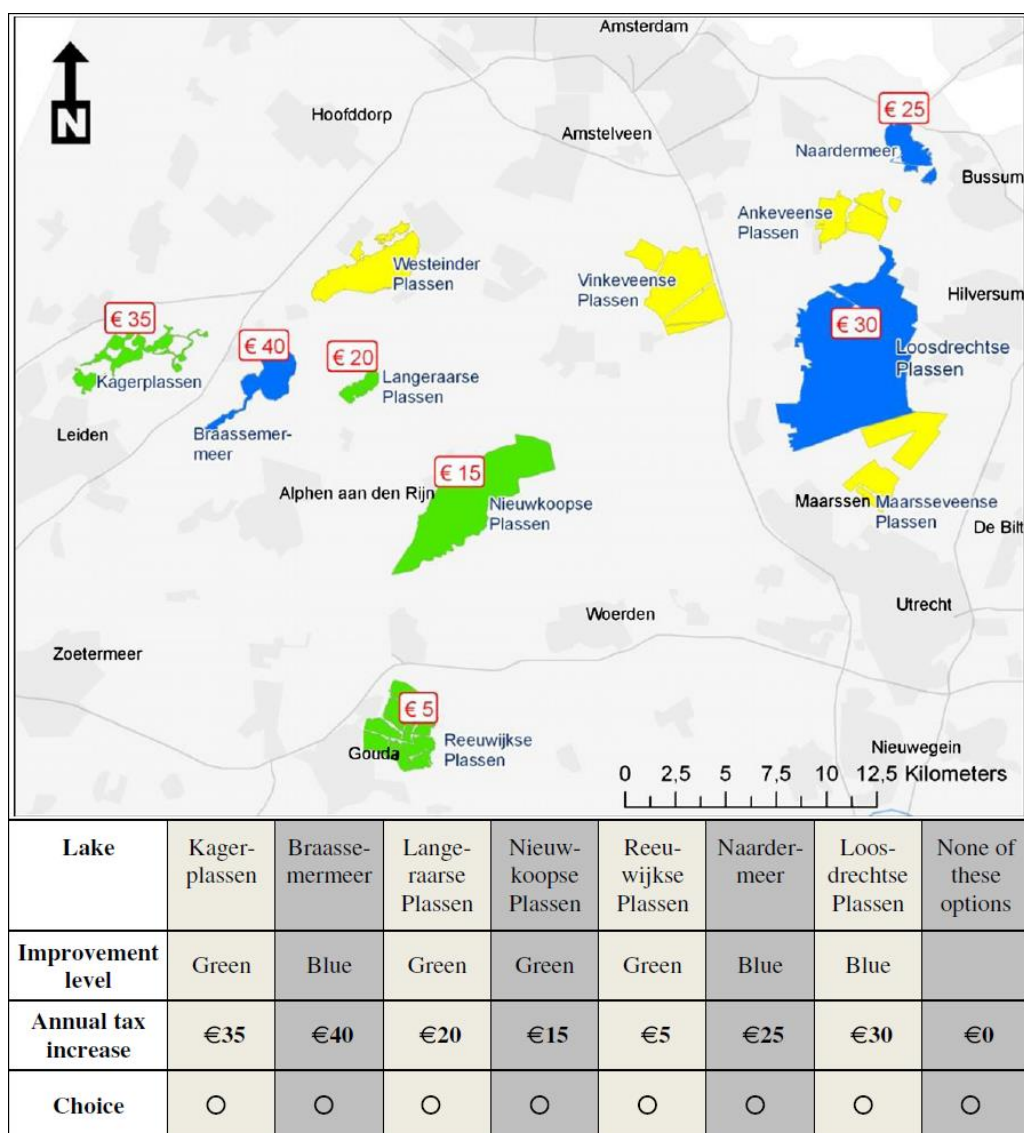 Amsterdam
N
Hoofddorp
€ 25
Amstelveen
Naardermeer
Bussum
Ankeveense
Plassen
Westeinder
Plassen
Vinkeveense
Plassen
Hilversum
€ 35
€ 40
€ 20
€ 30
Loosdrechtse
Plassen
Kagerplassen
Langeraarse
Plassen
Leiden
Braassemer-
meer
€ 15
Alphen aan den Rijn
Nieuwkoopse
Plassen
Maarssen
Maarsseveense
Plassen
De Bilt
Woerden
Utrecht
Zoetermeer
€ 5
Gouda
Reeuwijkse
Plassen
Nieuwegein
0 2,5 5 7,5 10 12,5 Kilometers
Lake
Kager-
plassen
Braasse-
mermeer
Lange-
raarse
Plassen
Nieuw-
koopse
Plassen
Reeu-
wijkse
Plassen
Naarder-
meer
Loos-
drechtse
Plassen
None of
these
options
Improvement
level
Green
Blue
Green
Green
Green
Blue
Blue
Annual tax
increase
€35
€40
€20
€15
€5
€25
€30
€0
Choice